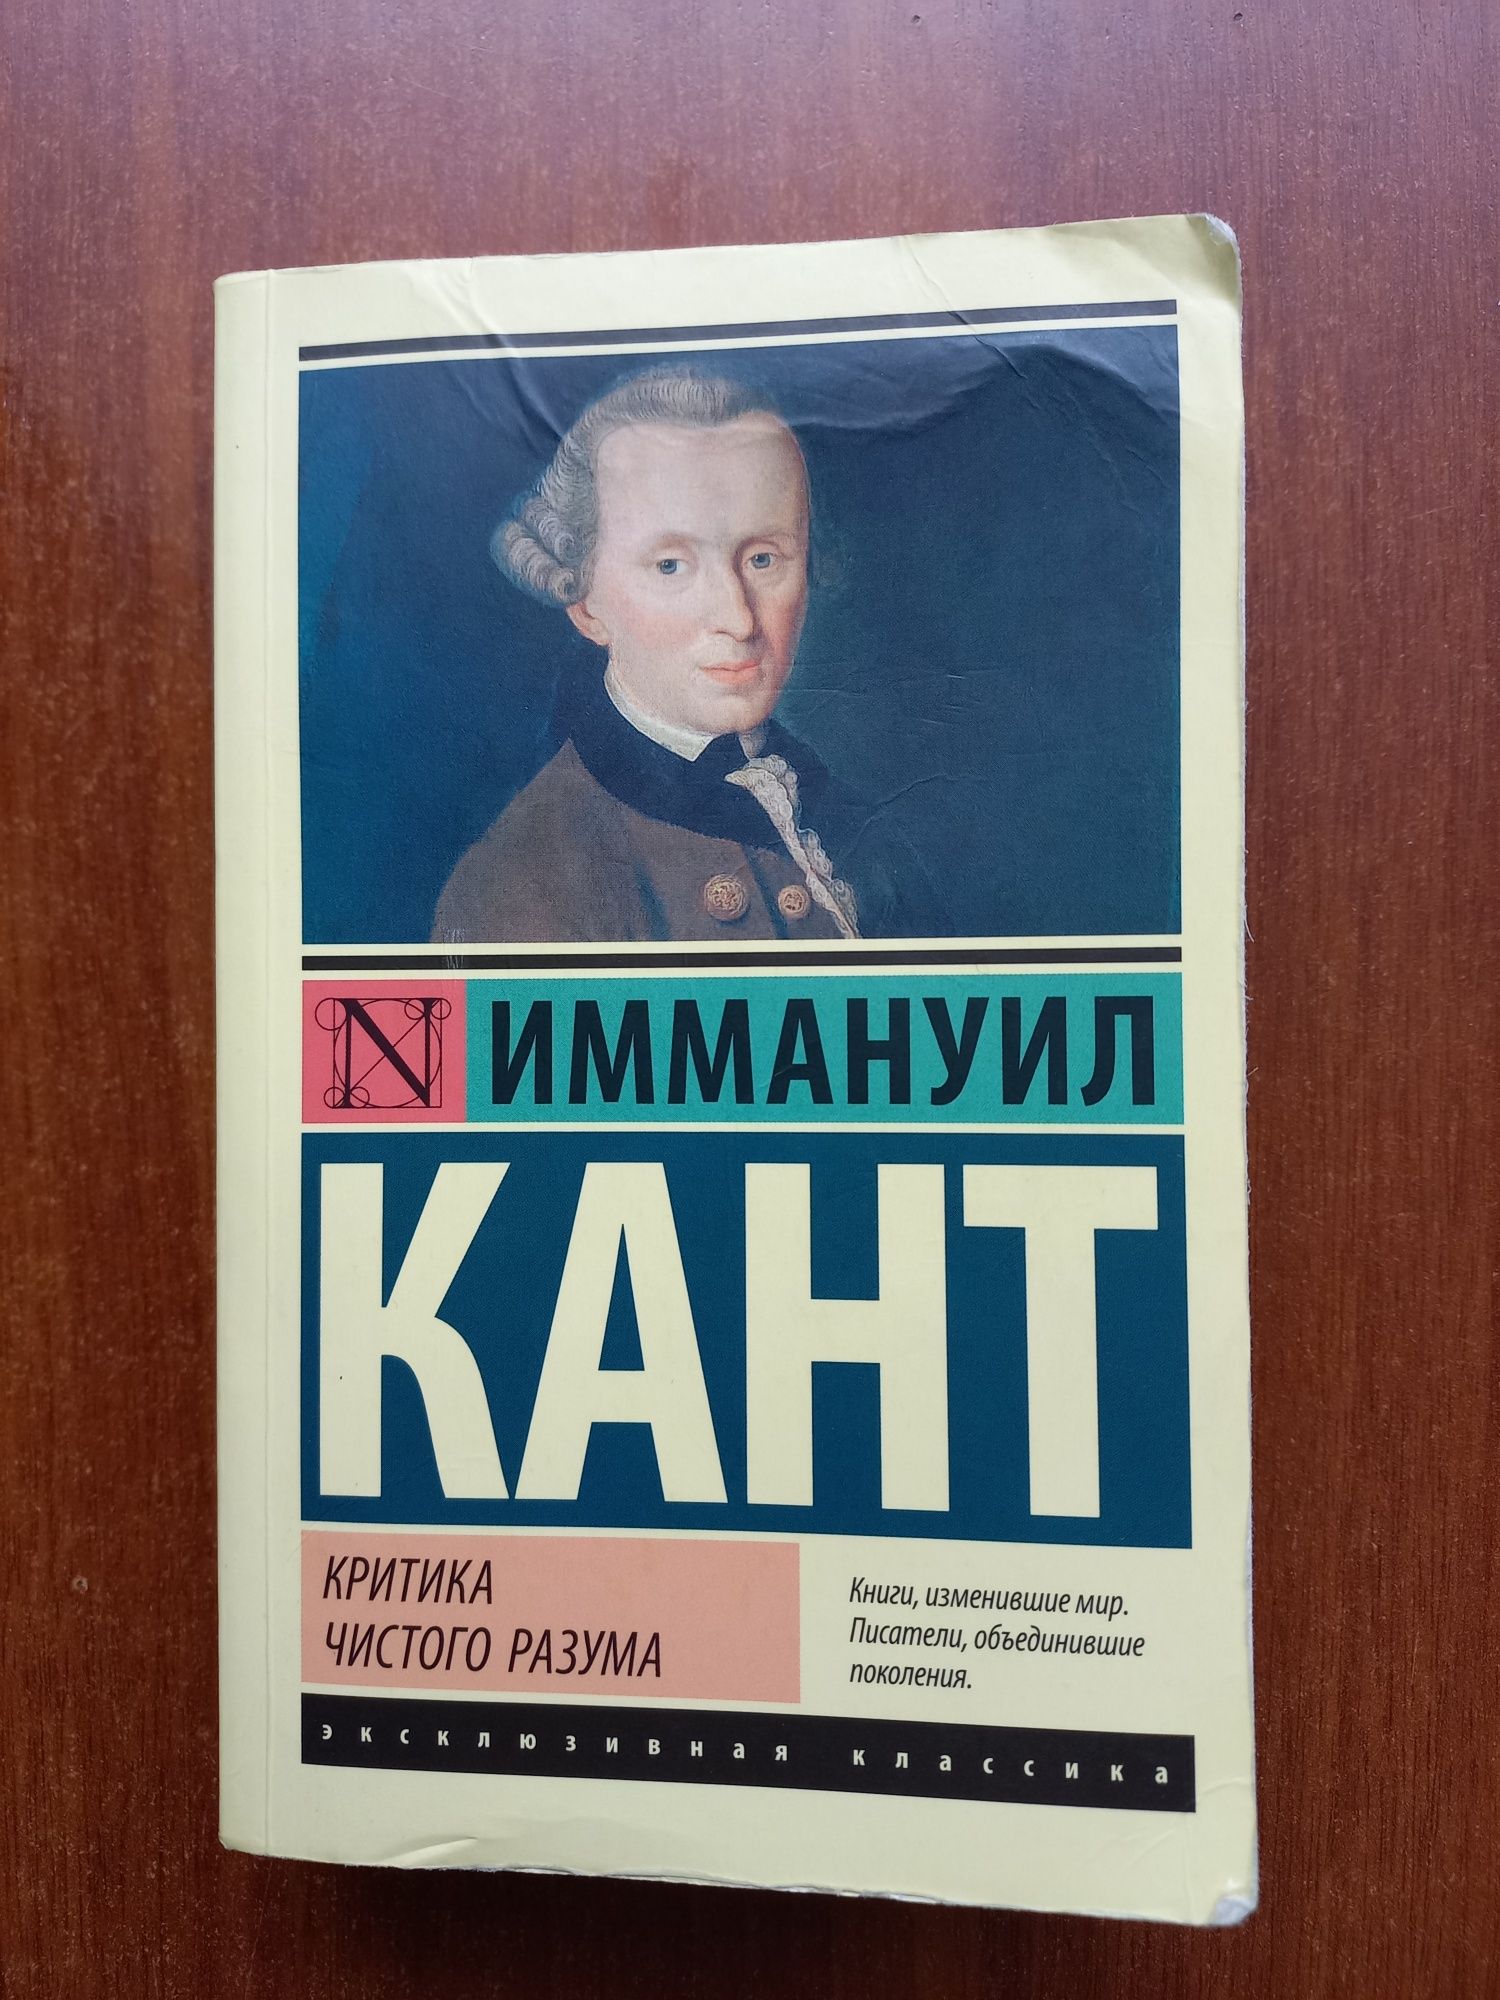 N ИММАНУИЛ
КАНТ
КРИТИКА
ЧИСТОГО РАЗУМА
Книги, изменившие мир.
Писатели, объединившие
поколения.
эксклюзивная классика